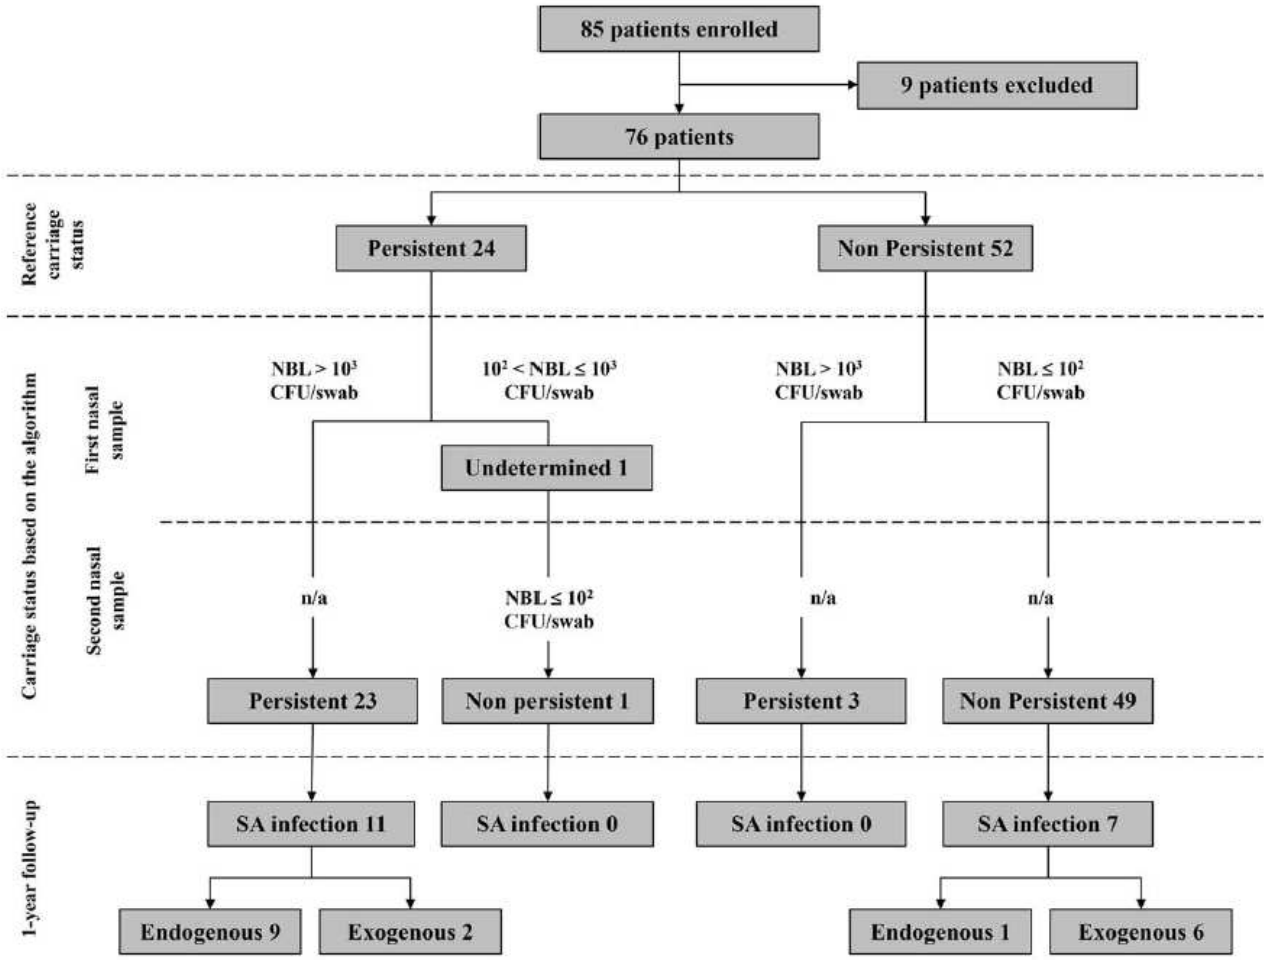 85 patients enrolled
9 patients excluded
76 patients
Reference
carriage
status
Persistent 24
Non Persistent 52
Carriage status based on the algorithm
First nasal
sample
NBL > 10³
CFU/swab
10² < NBL ≤ 10³
CFU/swab
NBL > 10³
CFU/swab
NBL ≤ 10²
CFU/swab
Undetermined 1
Second nasal
sample
n/a
NBL ≤ 10²
CFU/swab
n/a
n/a
Persistent 23
Non persistent 1
Persistent 3
Non Persistent 49
1-year follow-up
SA infection 11
SA infection 0
SA infection 0
SA infection 7
Endogenous 9
Exogenous 2
Endogenous 1
Exogenous 6